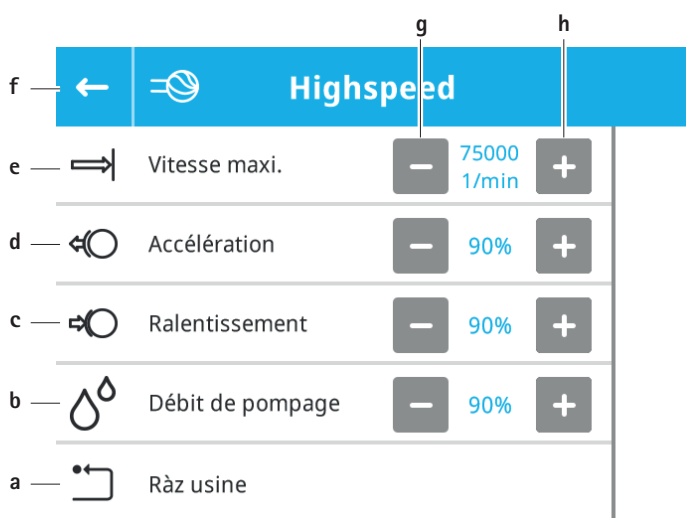 g h
f Highspeed
e Vitesse maxi. 75000 1/min
d Accélération 90%
c Ralentissement 90%
b Débit de pompage 90%
a Ràz usine